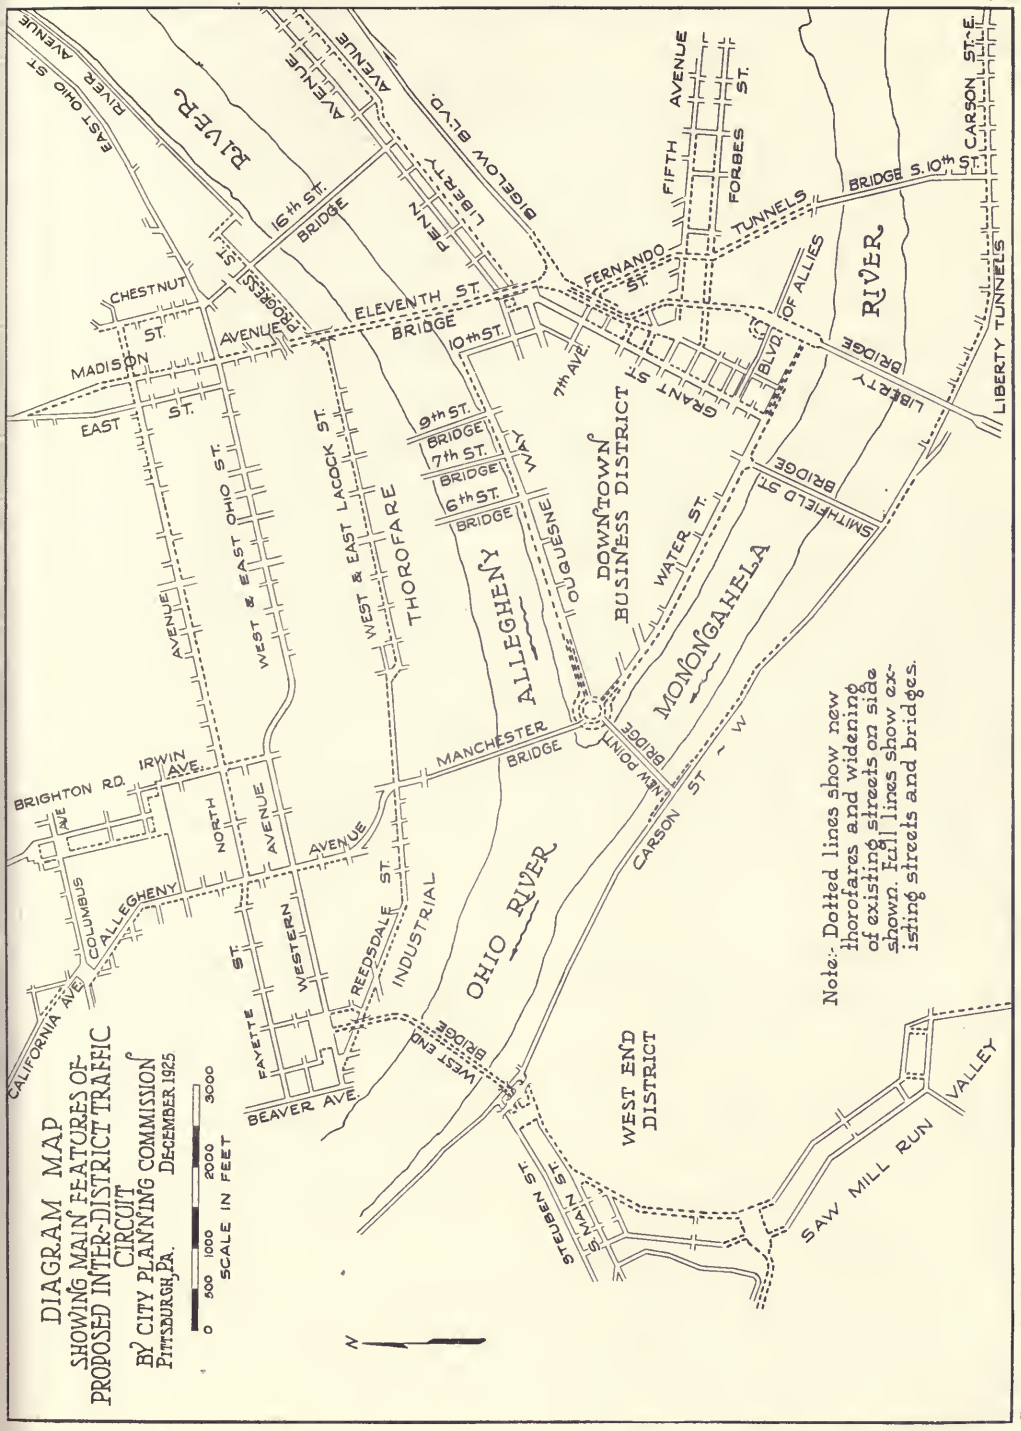 DIAGRAM MAP
SHOWING MAIN FEATURES OF
PROPOSED INTER-DISTRICT TRAFFIC
CIRCUIT
BY CITY PLANNING COMMISSION
PITTSBURGH, PA. DECEMBER 1925
0 500 1000 2000 3000
SCALE IN FEET
N
CALIFORNIA AVE.
COLUMBUS
AVE
ALLEGHENY
AVENUE
BRIGHTON RD.
IRWIN
AVE.
NORTH
AVENUE
WESTERN
AVENUE
FAYETTE
ST.
BEAVER AVE.
REEDSDALE ST.
INDUSTRIAL
THOROFARE
WEST & EAST LACOCK ST.
WEST & EAST OHIO ST.
EAST
ST.
MADISON
AVENUE
CHESTNUT
ST.
PROGRESS
ST.
EAST OHIO ST.
RIVER AVENUE
RIVER
16th ST.
BRIDGE
ELEVENTH ST.
BRIDGE
10th ST.
9th ST.
BRIDGE
7th ST.
BRIDGE
6th ST.
BRIDGE
ALLEGHENY
DUQUESNE
WAY
PENN
AVENUE
LIBERTY
AVENUE
BIGELOW BLVD.
7th AVE.
GRANT
ST
FERNANDO
ST.
FIFTH AVENUE
FORBES ST.
TUNNELS
BRIDGE S. 10th ST.
CARSON ST.~E.
BLVD. OF ALLIES
RIVER
LIBERTY
BRIDGE
LIBERTY TUNNELS
DOWNTOWN
BUSINESS DISTRICT
WATER ST.
SMITHFIELD ST.
BRIDGE
MONONGAHELA
MANCHESTER
BRIDGE
NEW POINT
BRIDGE
CARSON ST ~ W
OHIO RIVER
WEST END
BRIDGE
WEST END
DISTRICT
STEUBEN ST.
S. MAIN ST.
SAW MILL RUN VALLEY
Note:- Dotted lines show new
thorofares and widening
of existing streets on side
shown. Full lines show ex-
isting streets and bridges.